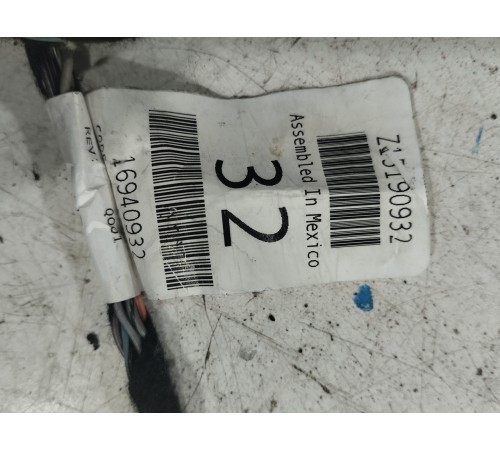 Z15190932
Assembled In Mexico
32
16940932
REV:
Q001